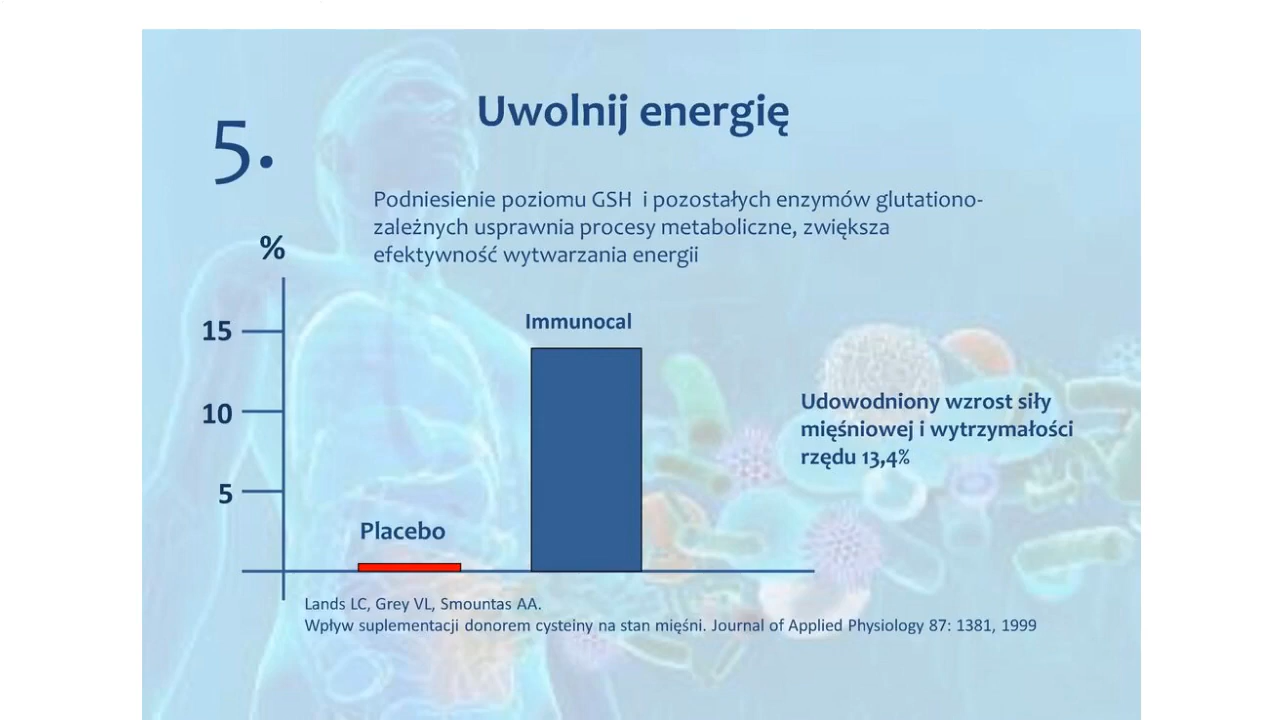 Uwolnij energię
5.
Podniesienie poziomu GSH i pozostałych enzymów glutationo-
zależnych usprawnia procesy metaboliczne, zwiększa
efektywność wytwarzania energii
%
15
10
5
Immunocal
Placebo
Udowodniony wzrost siły
mięśniowej i wytrzymałości
rzędu 13,4%
Lands LC, Grey VL, Smountas AA.
Wpływ suplementacji donorem cysteiny na stan mięśni. Journal of Applied Physiology 87: 1381, 1999